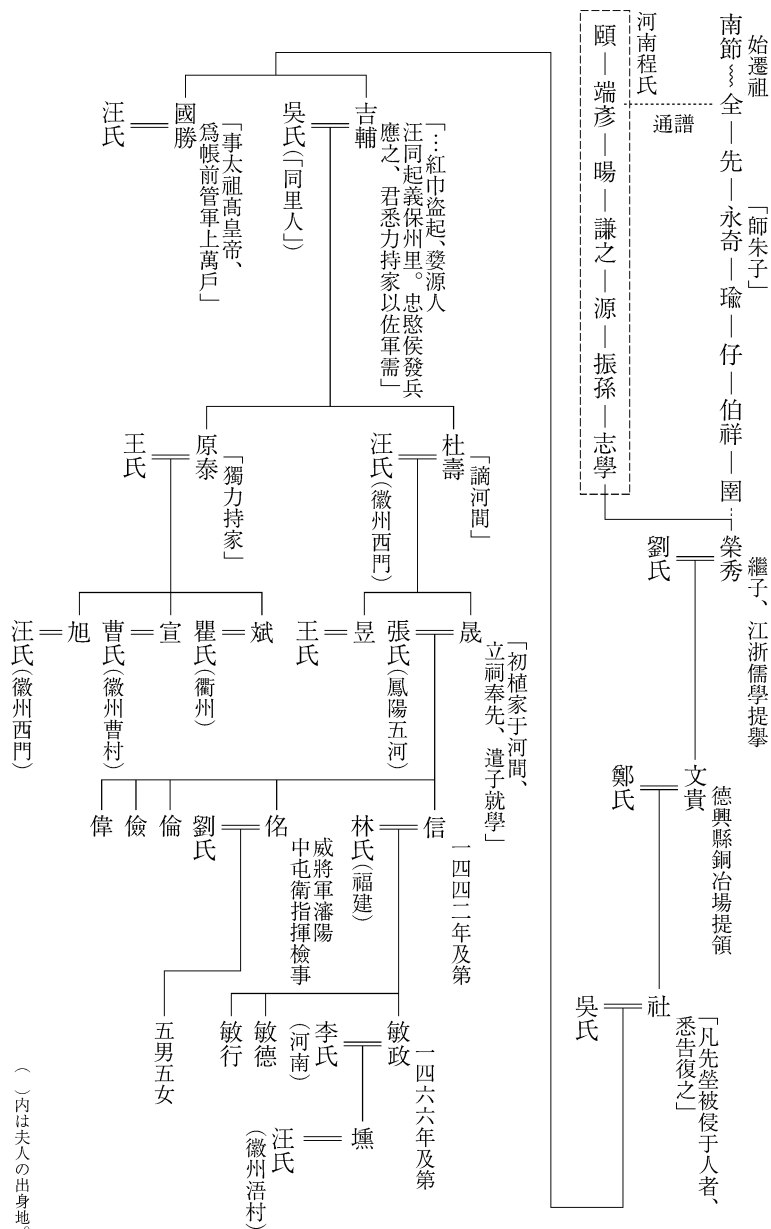 始遷祖
南節〰全―先―永奇―瑜―仔―伯祥―圉…榮秀
「師朱子」
通譜
河南程氏
頤―端彥―暘―謙之―源―振孫―志學
繼子、江浙儒學提擧
劉氏
文貴
德興縣銅冶場提領
鄭氏
社
「凡先塋被侵于人者、
悉告復之」
吳氏
吉輔
「…紅巾盜起、婺源人
汪同起義保州里。忠愍侯發兵
應之、君悉力持家以佐軍需」
吳氏(「同里人」)
國勝
「事太祖高皇帝、
爲帳前管軍上萬戶」
汪氏
杜壽
「謫河間」
汪氏(徽州西門)
原泰
「獨力持家」
王氏
晟
「初植家于河間、
立祠奉先、遣子就學」
張氏(鳳陽五河)
昱
王氏
斌
瞿氏(衢州)
宣
曹氏(徽州曹村)
旭
汪氏(徽州西門)
信
一四四二年及第
林氏(福建)
佲
威將軍瀋陽
中屯衛指揮檢事
劉氏
倫
儉
偉
敏政
一四六六年及第
李氏
(河南)
敏德
敏行
五男五女
壎
汪氏
(徽州浯村)
( )內は夫人の出身地。